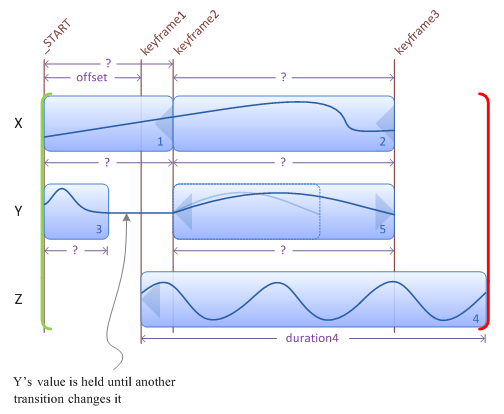 _START
keyframe1
keyframe2
keyframe3
?
?
offset
X
1
2
?
?
Y
3
5
?
?
Z
4
duration4
Y's value is held until another
transition changes it